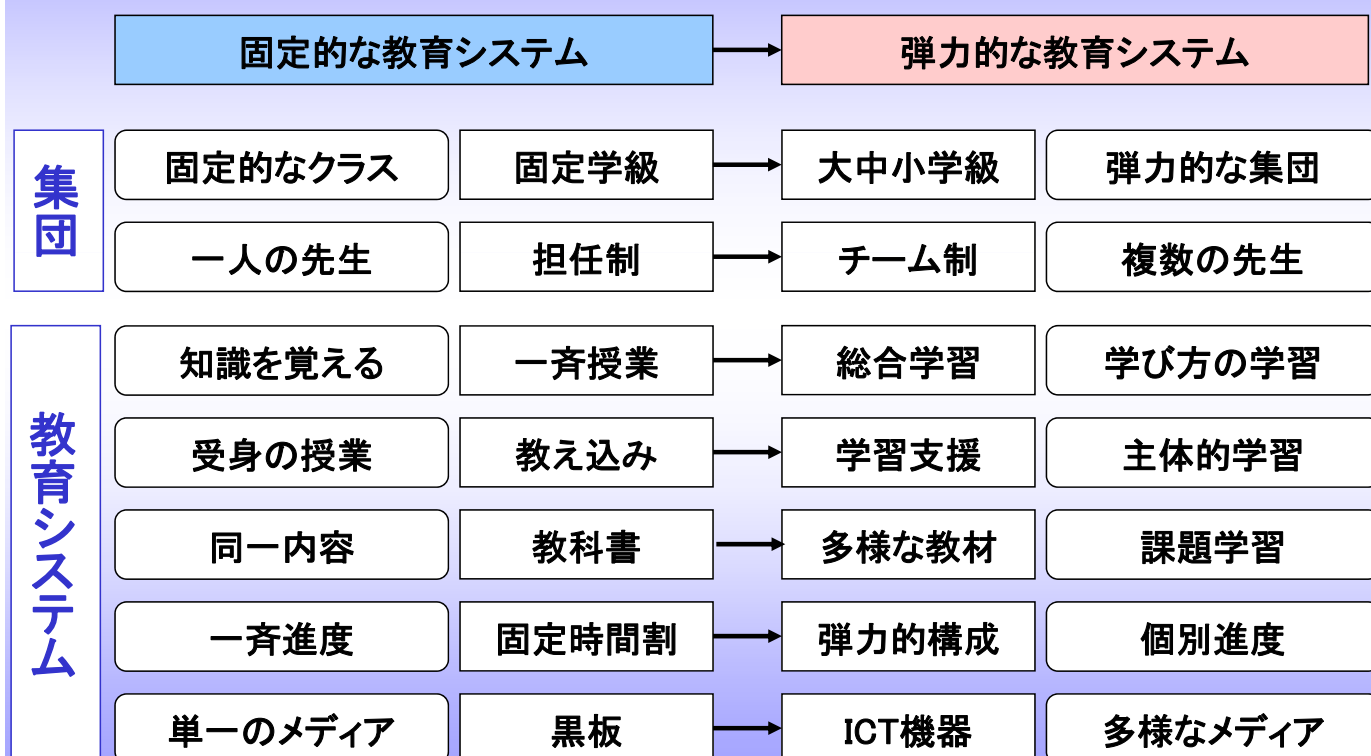 固定的な教育システム 弾力的な教育システム
集団
固定的なクラス 固定学級 大中小学級 弾力的な集団
一人の先生 担任制 チーム制 複数の先生
教育システム
知識を覚える 一斉授業 総合学習 学び方の学習
受身の授業 教え込み 学習支援 主体的学習
同一内容 教科書 多様な教材 課題学習
一斉進度 固定時間割 弾力的構成 個別進度
単一のメディア 黒板 ICT機器 多様なメディア